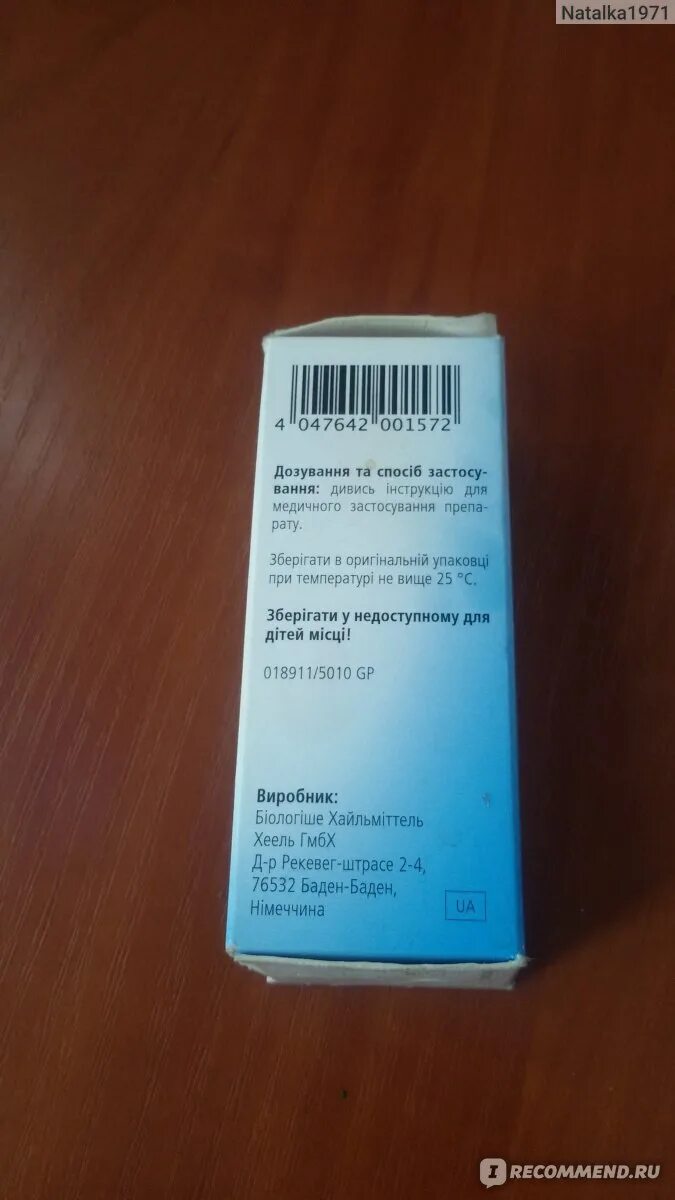 Natalka1971
4 047642 001572
Дозування та спосіб застосу-
вання: дивись інструкцію для
медичного застосування препа-
рату.
Зберігати в оригінальній упаковці
при температурі не вище 25 °C.
Зберігати у недоступному для
дітей місці!
018911/5010 GP
Виробник:
Біологіше Хайльміттель
Хеель ГмбХ
Д-р Рекевег-штрасе 2-4,
76532 Баден-Баден,
Німеччина
UA
IRECOMMEND.RU